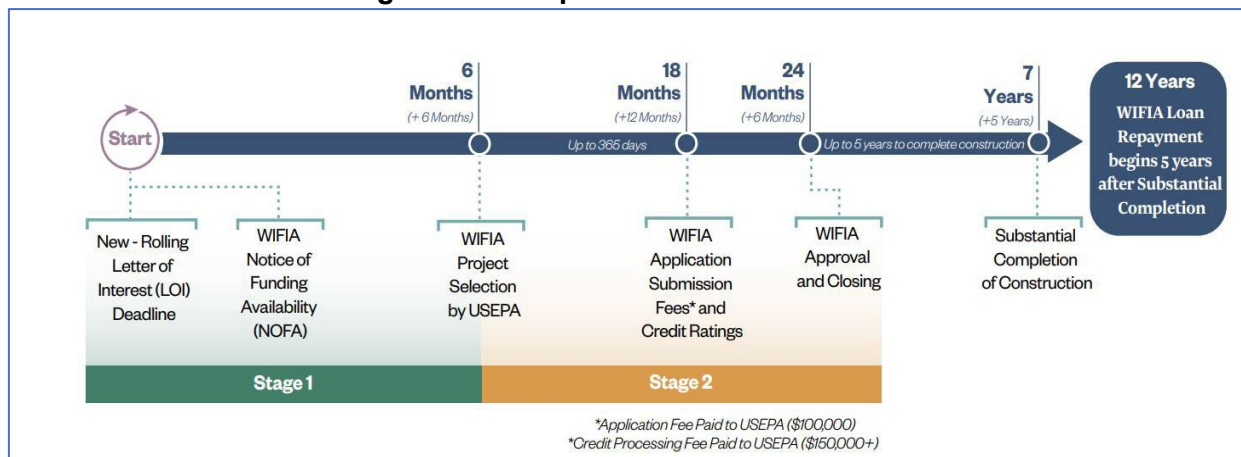 6
Months
(+ 6 Months)
18
Months
(+12 Months)
24
Months
(+6 Months)
7
Years
(+5 Years)
12 Years
WIFIA Loan
Repayment
begins 5 years
after Substantial
Completion
Start
Up to 365 days
Up to 5 years to complete construction
New - Rolling
Letter of
Interest (LOI)
Deadline
WIFIA
Notice of
Funding
Availability
(NOFA)
WIFIA
Project
Selection
by USEPA
WIFIA
Application
Submission
Fees* and
Credit Ratings
WIFIA
Approval
and Closing
Substantial
Completion
of Construction
Stage 1
Stage 2
*Application Fee Paid to USEPA ($100,000)
*Credit Processing Fee Paid to USEPA ($150,000+)